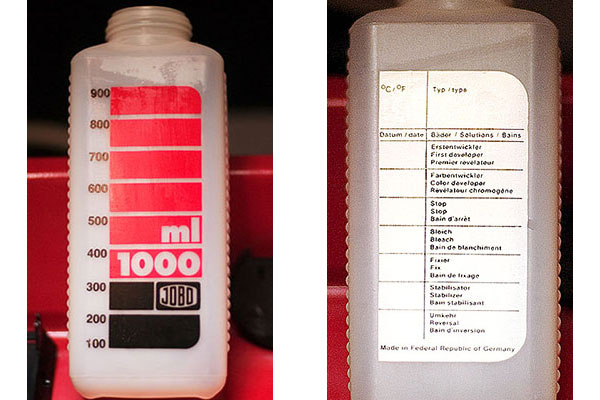 900
800
700
600
500
ml
400
1000
300
JOBO
200
100
°C/°F
Typ / type
Datum / date
Bäder / Solutions / Bains
Erstentwickler
First developer
Premier révélateur
Farbentwickler
Color developer
Révélateur chromogène
Stop
Stop
Bain d'arrêt
Bleich
Bleach
Bain de blanchiment
Fixier
Fix
Bain de fixage
Stabilisator
Stabilizer
Bain stabilisant
Umkehr
Reversal
Bain d'inversion
Made in Federal Republic of Germany